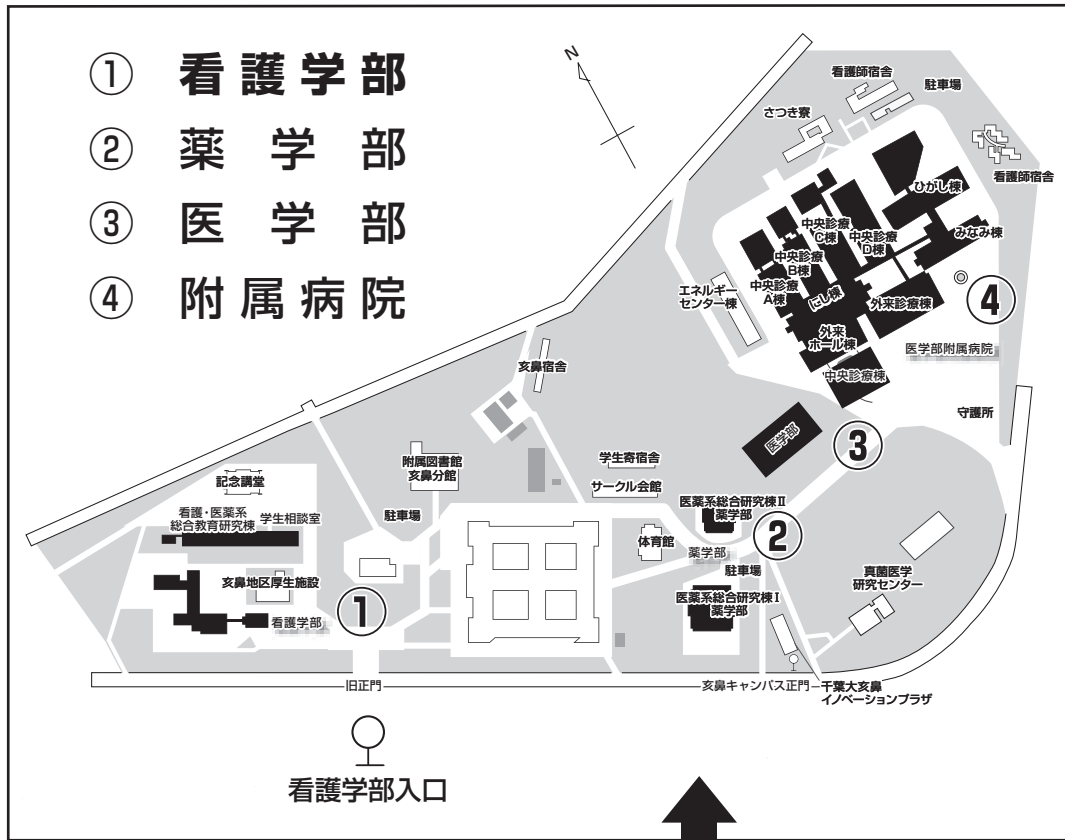 ① 看護学部
② 薬学部
③ 医学部
④ 附属病院
N
看護師宿舎
駐車場
さつき寮
看護師宿舎
ひがし棟
みなみ棟
中央診療
C棟
中央診療
D棟
中央診療
B棟
中央診療
A棟
にし棟
エネルギー
センター棟
外来診療棟
④
外来
ホール棟
医学部附属病院
中央診療棟
守護所
亥鼻宿舎
医学部
③
附属図書館
亥鼻分館
学生寄宿舎
サークル会館
記念講堂
看護・医薬系
総合教育研究棟
学生相談室
駐車場
医薬系総合研究棟II
薬学部
②
体育館
薬学部
駐車場
真菌医学
研究センター
亥鼻地区厚生施設
医薬系総合研究棟I
薬学部
①
看護学部
旧正門
亥鼻キャンパス正門
千葉大亥鼻
イノベーションプラザ
看護学部入口